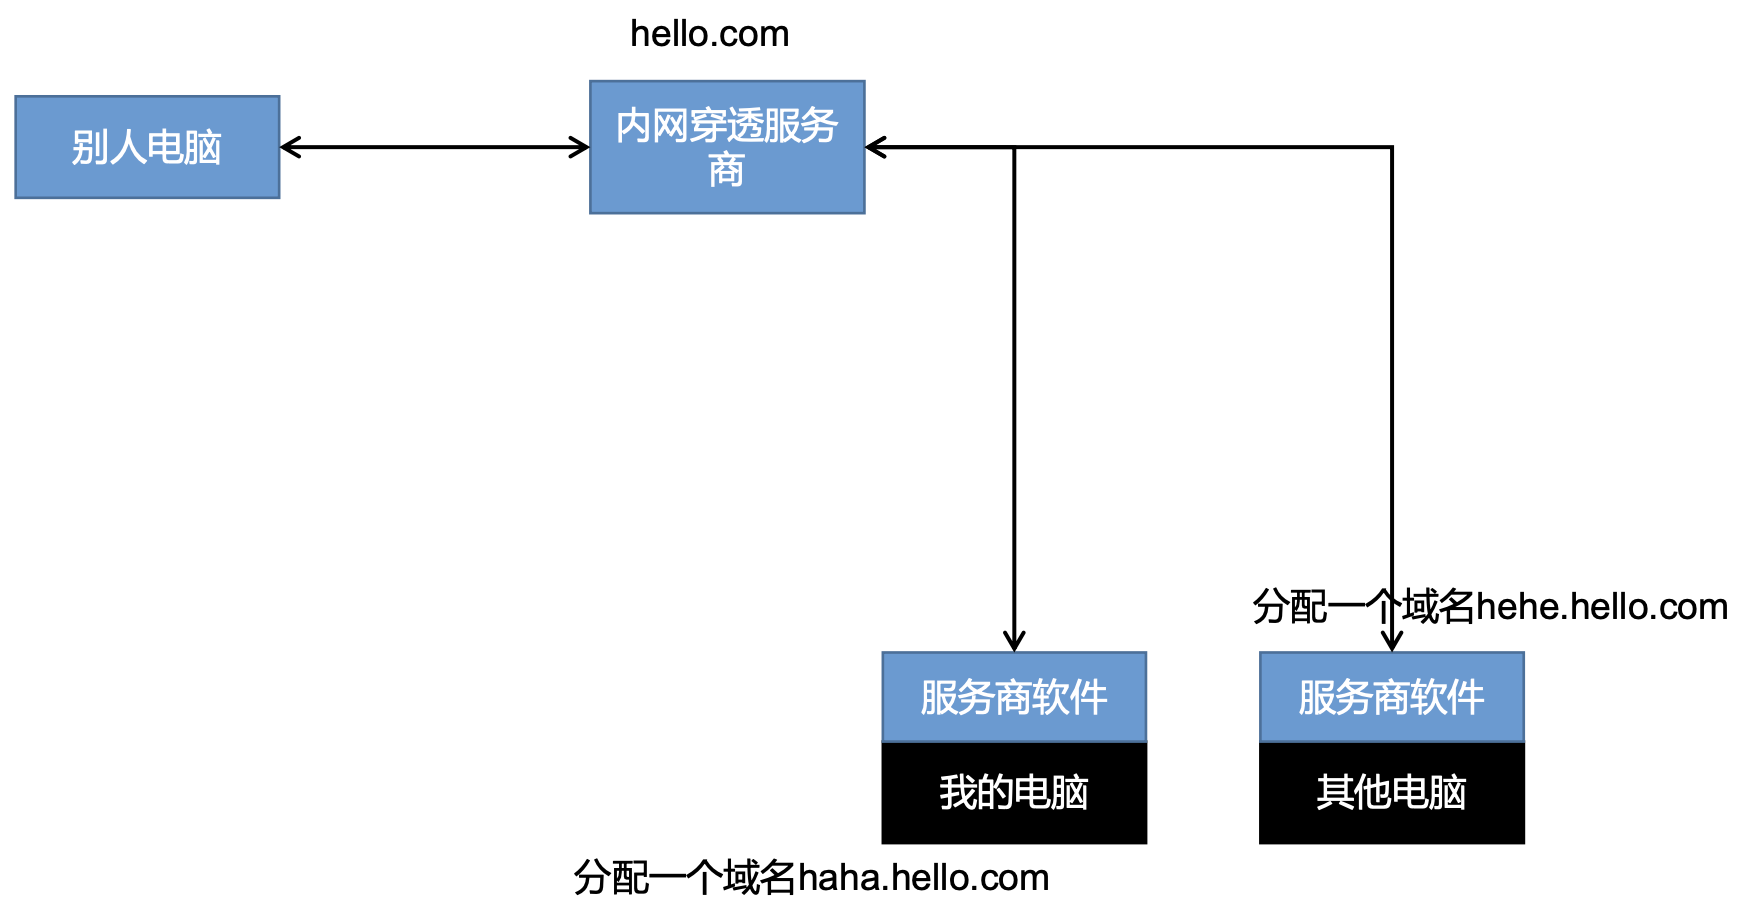 hello.com
别人电脑
内网穿透服务
商
分配一个域名hehe.hello.com
服务商软件
服务商软件
我的电脑
其他电脑
分配一个域名haha.hello.com